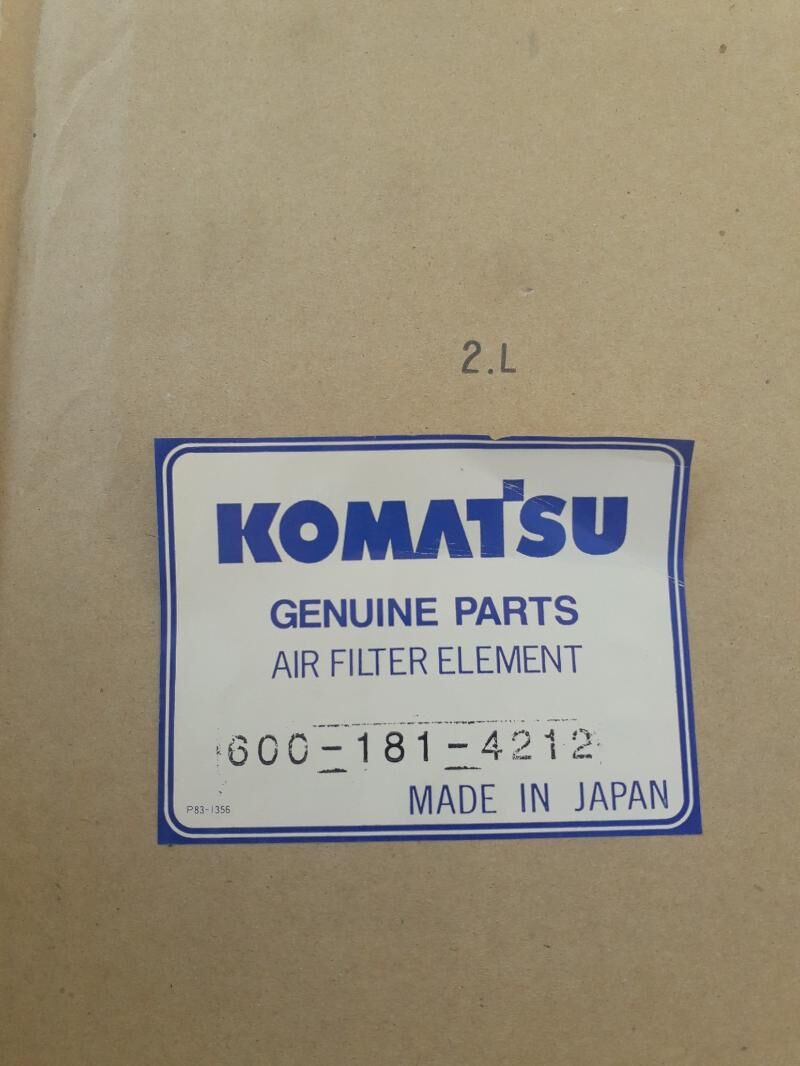 2.L
KOMATSU
GENUINE PARTS
AIR FILTER ELEMENT
600-181-4212
MADE IN JAPAN
P83-1356